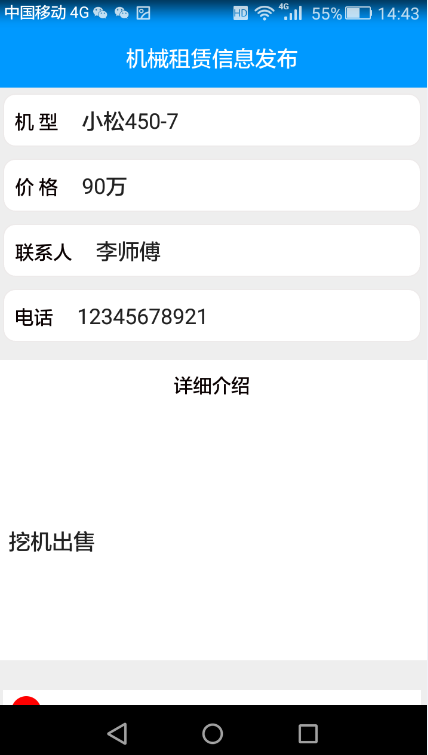 中国移动 4G HD 4G 55% 14:43
机械租赁信息发布
机 型 小松450-7
价 格 90万
联系人 李师傅
电话 12345678921
详细介绍
挖机出售